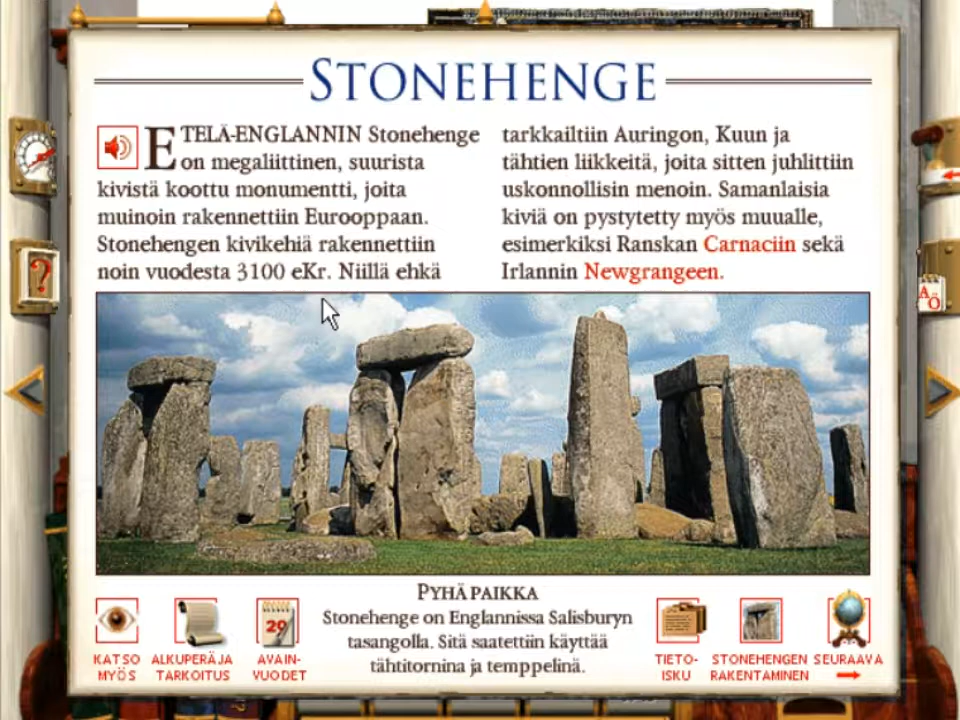 STONEHENGE
ETELÄ-ENGLANNIN Stonehenge
on megaliittinen, suurista
kivistä koottu monumentti, joita
muinoin rakennettiin Eurooppaan.
Stonehengen kivikehiä rakennettiin
noin vuodesta 3100 eKr. Niillä ehkä
tarkkailtiin Auringon, Kuun ja
tähtien liikkeitä, joita sitten juhlittiin
uskonnollisin menoin. Samanlaisia
kiviä on pystytetty myös muualle,
esimerkiksi Ranskan Carnaciin sekä
Irlannin Newgrangeen.
?
A
Ö
PYHÄ PAIKKA
Stonehenge on Englannissa Salisburyn
tasangolla. Sitä saatettiin käyttää
tähtitornina ja temppelinä.
29
KATSO
MYÖS
ALKUPERÄ JA
TARKOITUS
AVAIN-
VUODET
TIETO-
ISKU
STONEHENGEN
RAKENTAMINEN
SEURAAVA